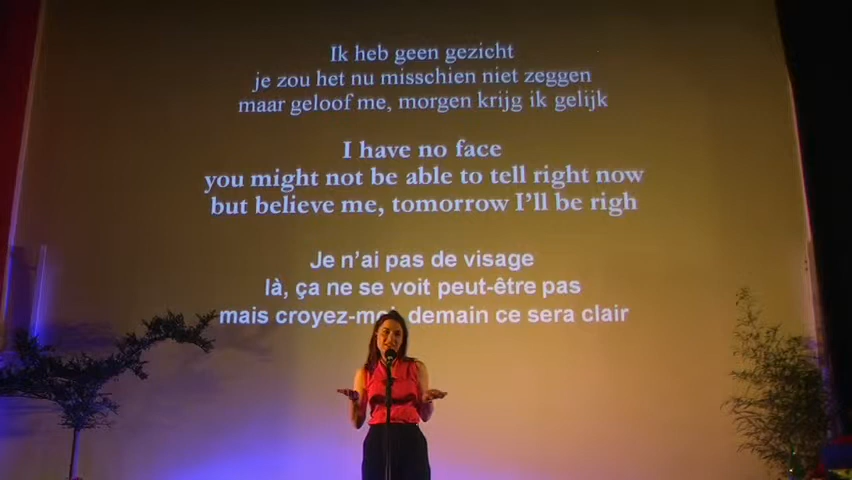 Ik heb geen gezicht
je zou het nu misschien niet zeggen
maar geloof me, morgen krijg ik gelijk
I have no face
you might not be able to tell right now
but believe me, tomorrow I'll be righ
Je n'ai pas de visage
là, ça ne se voit peut-être pas
mais croyez-moi, demain ce sera clair